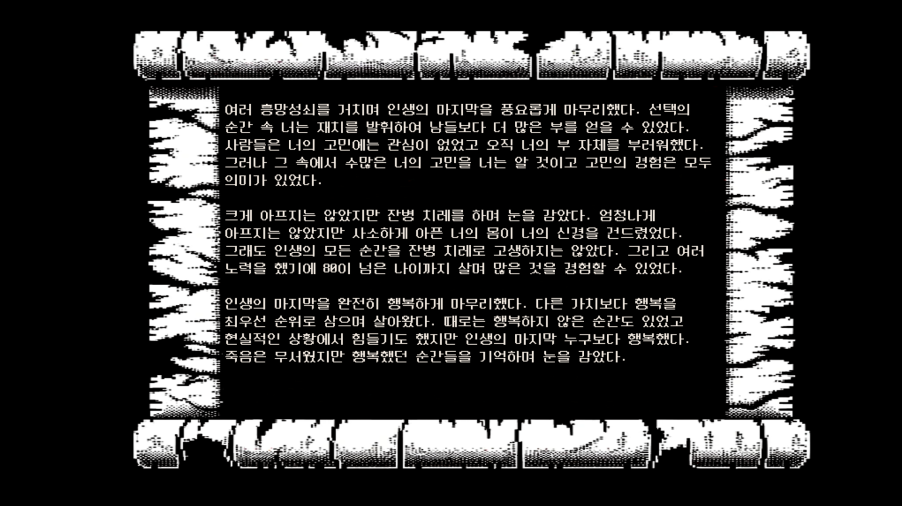 여러 흥망성쇠를 거치며 인생의 마지막을 풍요롭게 마무리했다. 선택의
순간 속 너는 재치를 발휘하여 남들보다 더 많은 부를 얻을 수 있었다.
사람들은 너의 고민에는 관심이 없었고 오직 너의 부 자체를 부러워했다.
그러나 그 속에서 수많은 너의 고민을 너는 알 것이고 고민의 경험은 모두
의미가 있었다.
크게 아프지는 않았지만 잔병 치레를 하며 눈을 감았다. 엄청나게
아프지는 않았지만 사소하게 아픈 너의 몸이 너의 신경을 건드렸었다.
그래도 인생의 모든 순간을 잔병 치레로 고생하지는 않았다. 그리고 여러
노력을 했기에 80이 넘은 나이까지 살며 많은 것을 경험할 수 있었다.
인생의 마지막을 완전히 행복하게 마무리했다. 다른 가치보다 행복을
최우선 순위로 삼으며 살아왔다. 때로는 행복하지 않은 순간도 있었고
현실적인 상황에서 힘들기도 했지만 인생의 마지막 누구보다 행복했다.
죽음은 무서웠지만 행복했던 순간들을 기억하며 눈을 감았다.